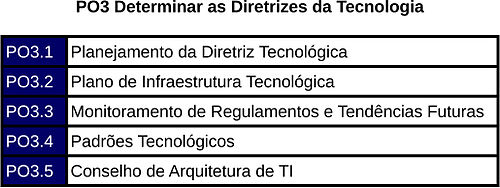 PO3 Determinar as Diretrizes da Tecnologia
PO3.1 Planejamento da Diretriz Tecnológica
PO3.2 Plano de Infraestrutura Tecnológica
PO3.3 Monitoramento de Regulamentos e Tendências Futuras
PO3.4 Padrões Tecnológicos
PO3.5 Conselho de Arquitetura de TI